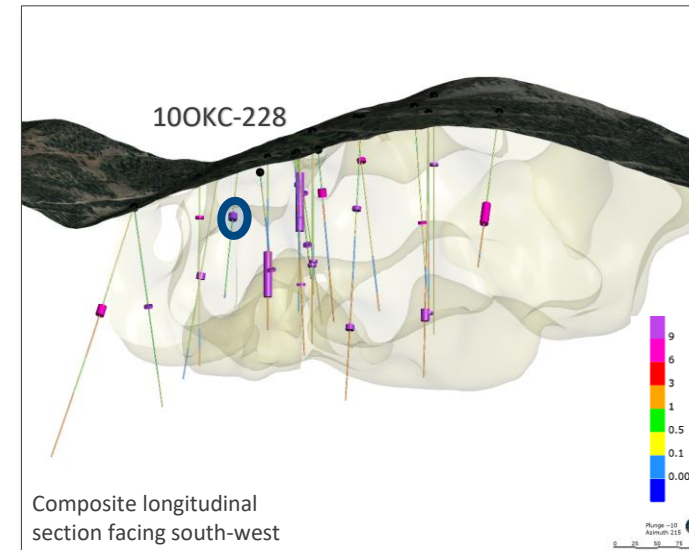 10OKC-228
9
6
3
1
0.5
0.1
0.00
Composite longitudinal
section facing south-west
Plunge -10
Azimuth 215
0 25 50 75